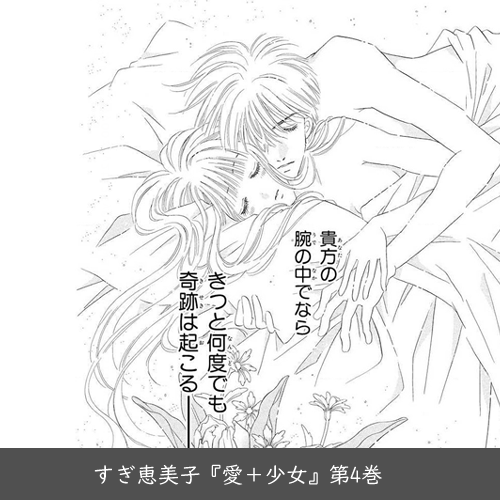 貴方の
腕の中でなら
きっと何度でも
奇跡は起こる――
すぎ恵美子『愛＋少女』第4巻